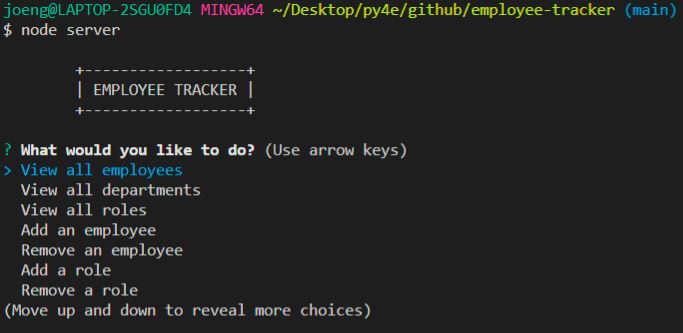 joeng@LAPTOP-2SGU0FD4 MINGW64 ~/Desktop/py4e/github/employee-tracker (main)
$ node server
+------------------+
| EMPLOYEE TRACKER |
+------------------+
? What would you like to do? (Use arrow keys)
> View all employees
View all departments
View all roles
Add an employee
Remove an employee
Add a role
Remove a role
(Move up and down to reveal more choices)